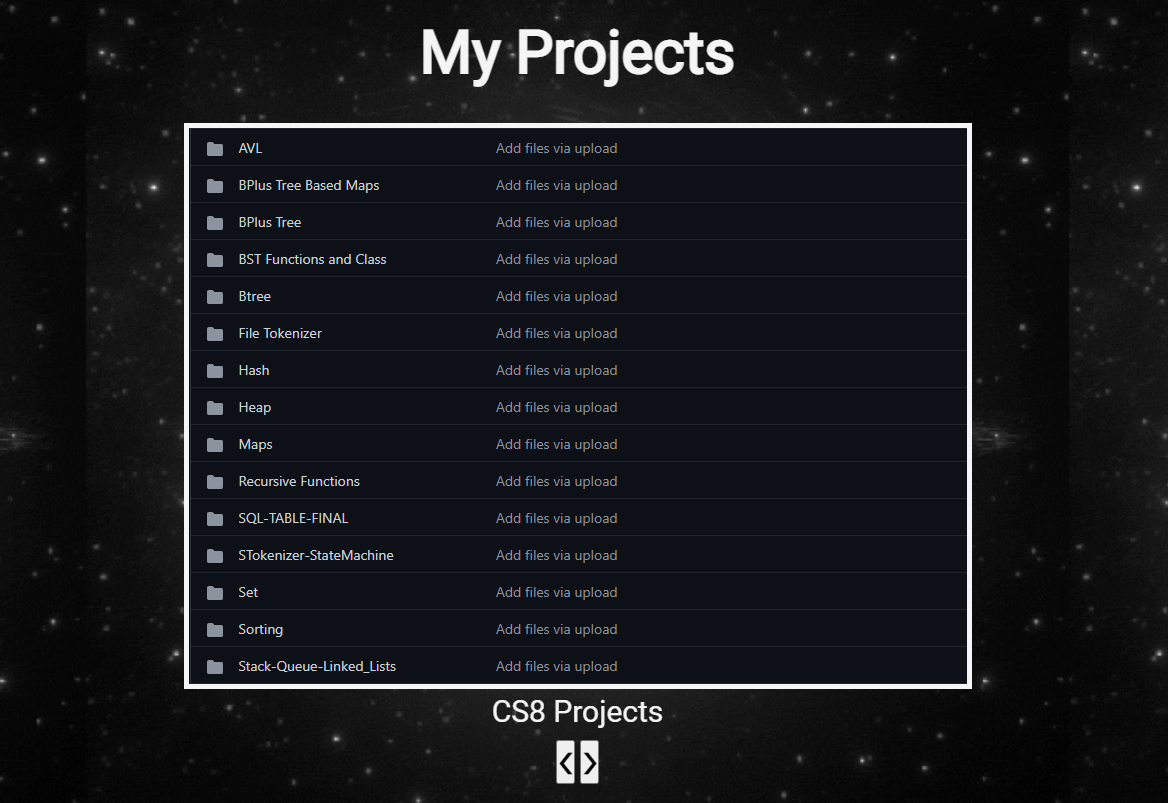 My Projects
AVL Add files via upload
BPlus Tree Based Maps Add files via upload
BPlus Tree Add files via upload
BST Functions and Class Add files via upload
Btree Add files via upload
File Tokenizer Add files via upload
Hash Add files via upload
Heap Add files via upload
Maps Add files via upload
Recursive Functions Add files via upload
SQL-TABLE-FINAL Add files via upload
STokenizer-StateMachine Add files via upload
Set Add files via upload
Sorting Add files via upload
Stack-Queue-Linked_Lists Add files via upload
CS8 Projects